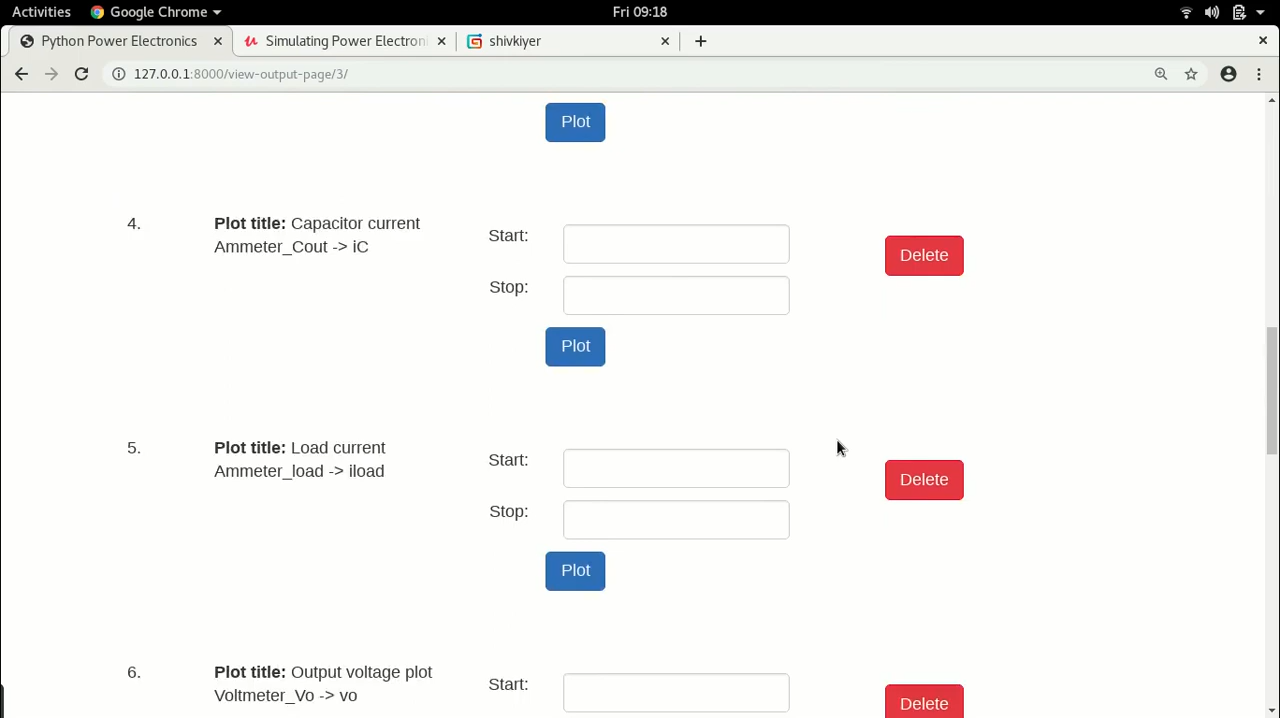 Activities Google Chrome Fri 09:18
Python Power Electronics Simulating Power Electroni shivkiyer
127.0.0.1:8000/view-output-page/3/
Plot
4. Plot title: Capacitor current Start:
Ammeter_Cout -> iC Delete
Stop:
Plot
5. Plot title: Load current Start:
Ammeter_load -> iload Delete
Stop:
Plot
6. Plot title: Output voltage plot Start:
Voltmeter_Vo -> vo Delete